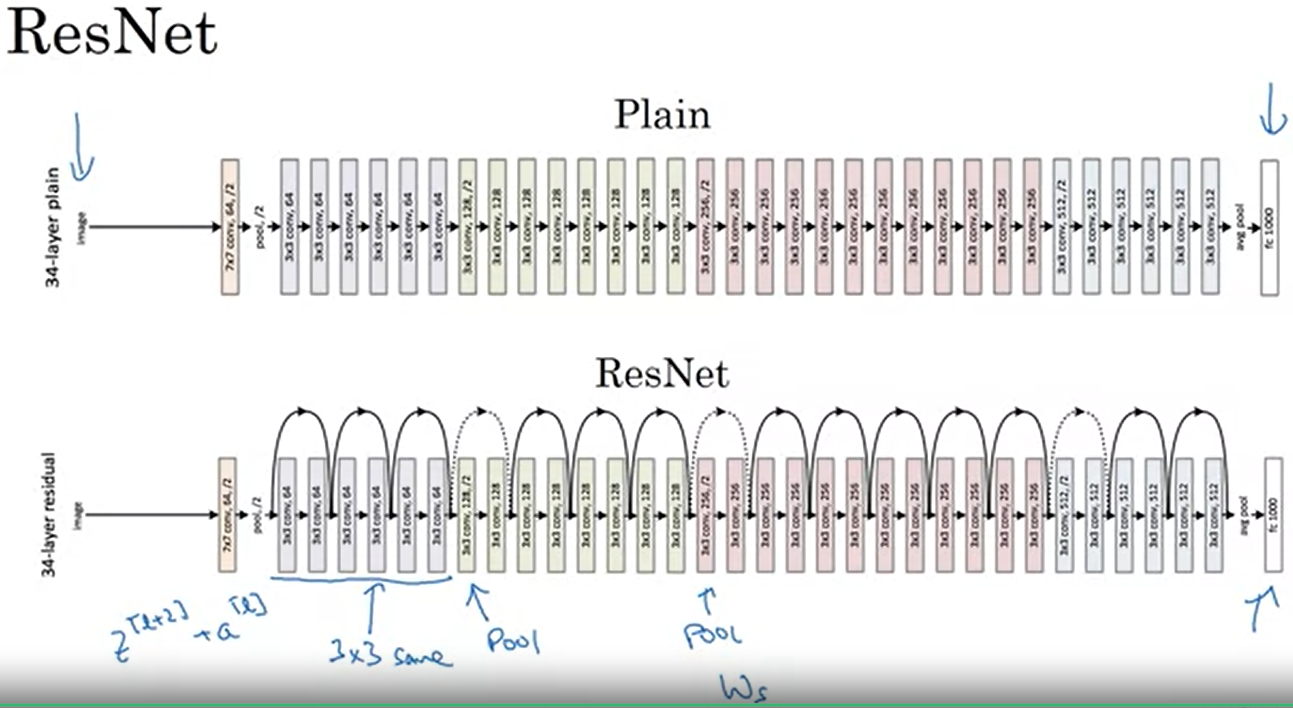 ResNet
Plain
34-layer plain
image
7x7 conv, 64, /2
pool, /2
3x3 conv, 64
3x3 conv, 64
3x3 conv, 64
3x3 conv, 64
3x3 conv, 64
3x3 conv, 64
3x3 conv, 128, /2
3x3 conv, 128
3x3 conv, 128
3x3 conv, 128
3x3 conv, 128
3x3 conv, 128
3x3 conv, 128
3x3 conv, 128
3x3 conv, 256, /2
3x3 conv, 256
3x3 conv, 256
3x3 conv, 256
3x3 conv, 256
3x3 conv, 256
3x3 conv, 256
3x3 conv, 256
3x3 conv, 256
3x3 conv, 256
3x3 conv, 256
3x3 conv, 256
3x3 conv, 512, /2
3x3 conv, 512
3x3 conv, 512
3x3 conv, 512
3x3 conv, 512
3x3 conv, 512
avg pool
fc 1000
ResNet
34-layer residual
image
7x7 conv, 64, /2
pool, /2
3x3 conv, 64
3x3 conv, 64
3x3 conv, 64
3x3 conv, 64
3x3 conv, 64
3x3 conv, 64
3x3 conv, 128, /2
3x3 conv, 128
3x3 conv, 128
3x3 conv, 128
3x3 conv, 128
3x3 conv, 128
3x3 conv, 128
3x3 conv, 128
3x3 conv, 256, /2
3x3 conv, 256
3x3 conv, 256
3x3 conv, 256
3x3 conv, 256
3x3 conv, 256
3x3 conv, 256
3x3 conv, 256
3x3 conv, 256
3x3 conv, 256
3x3 conv, 256
3x3 conv, 256
3x3 conv, 512, /2
3x3 conv, 512
3x3 conv, 512
3x3 conv, 512
3x3 conv, 512
3x3 conv, 512
avg pool
fc 1000
z[l+2] + a[l]
3x3 same
Pool
Pool
Ws